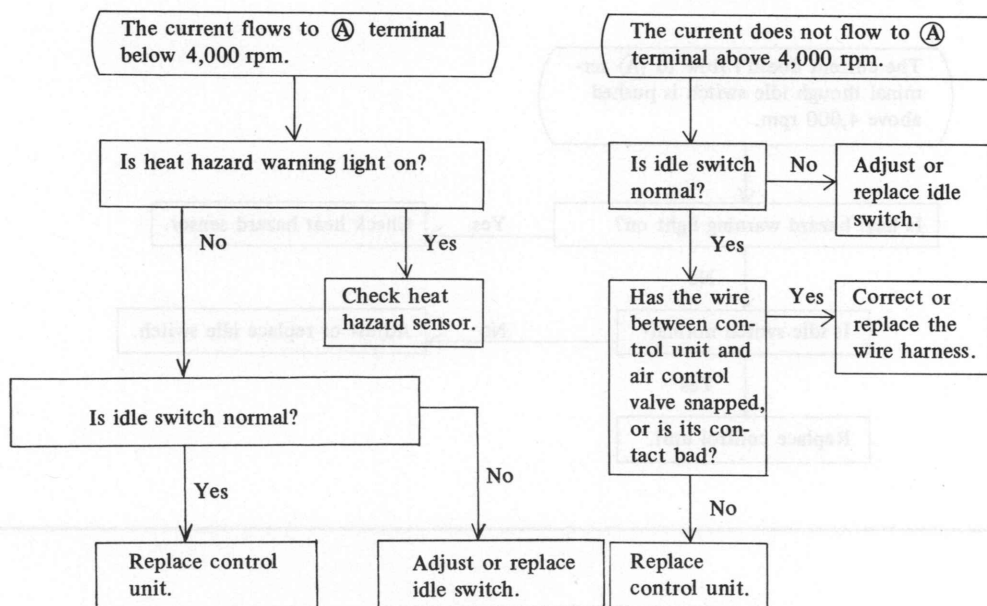 The current flows to Ⓐ terminal
below 4,000 rpm.
Is heat hazard warning light on?
No
Yes
Check heat
hazard sensor.
Is idle switch normal?
Yes
No
Replace control
unit.
Adjust or replace
idle switch.
The current does not flow to Ⓐ
terminal above 4,000 rpm.
Is idle switch
normal?
No
Adjust or
replace idle
switch.
Yes
Has the wire
between con-
trol unit and
air control
valve snapped,
or is its con-
tact bad?
Yes
Correct or
replace the
wire harness.
No
Replace
control unit.